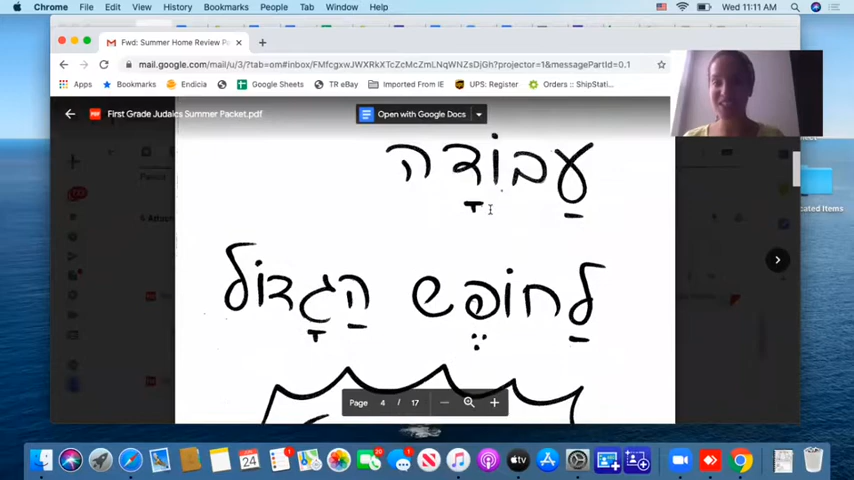 Chrome File Edit View History Bookmarks People Tab Window Help Wed 11:11 AM
Fwd: Summer Home Review Pa
mail.google.com/mail/u/3/?tab=om#inbox/FMfcgxwJWXRkXTcZcMcZmLNqWNZsDjGh?projector=1&messagePartId=0.1
Apps Bookmarks Endicia Google Sheets TR eBay Imported From IE UPS: Register Orders :: ShipStati...
First Grade Judaics Summer Packet.pdf Open with Google Docs
עֲבוֹדָה
לַחוֹפֶשׁ הַגָדוֹל
Page 4 / 17
JUN
24